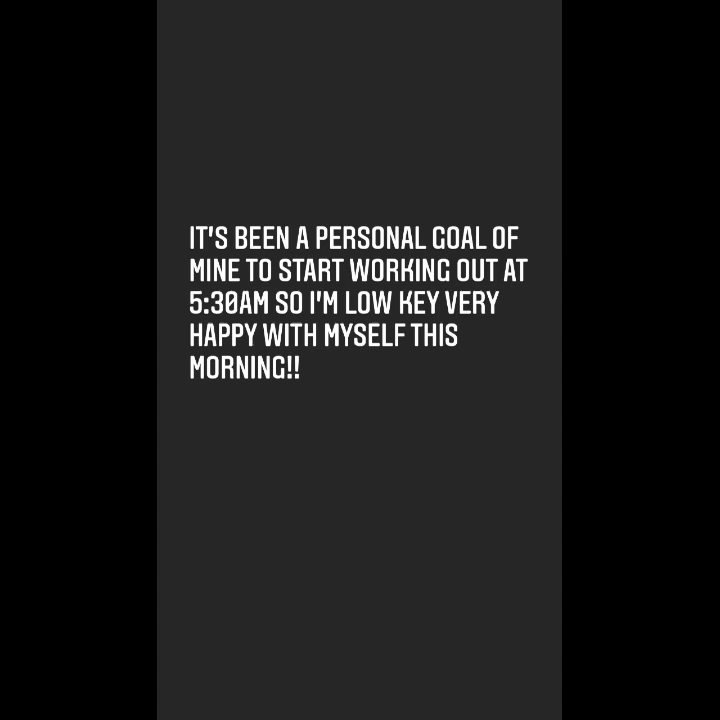 IT'S BEEN A PERSONAL GOAL OF
MINE TO START WORKING OUT AT
5:30AM SO I'M LOW KEY VERY
HAPPY WITH MYSELF THIS
MORNING!!